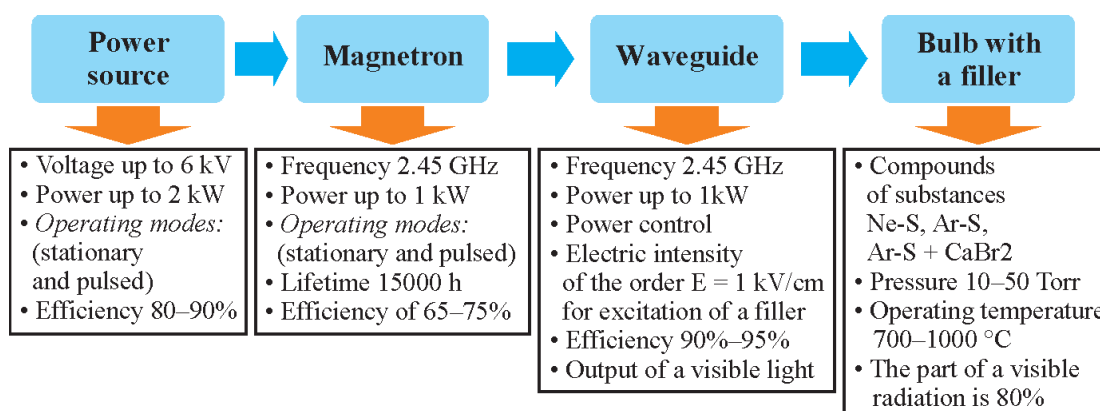 Power
source
Magnetron
Waveguide
Bulb with
a filler
• Voltage up to 6 kV
• Power up to 2 kW
• Operating modes:
(stationary
and pulsed)
• Efficiency 80–90%
• Frequency 2.45 GHz
• Power up to 1 kW
• Operating modes:
(stationary and pulsed)
• Lifetime 15000 h
• Efficiency of 65–75%
• Frequency 2.45 GHz
• Power up to 1kW
• Power control
• Electric intensity
of the order E = 1 kV/cm
for excitation of a filler
• Efficiency 90%–95%
• Output of a visible light
• Compounds
of substances
Ne-S, Ar-S,
Ar-S + CaBr2
• Pressure 10–50 Torr
• Operating temperature
700–1000 °C
• The part of a visible
radiation is 80%